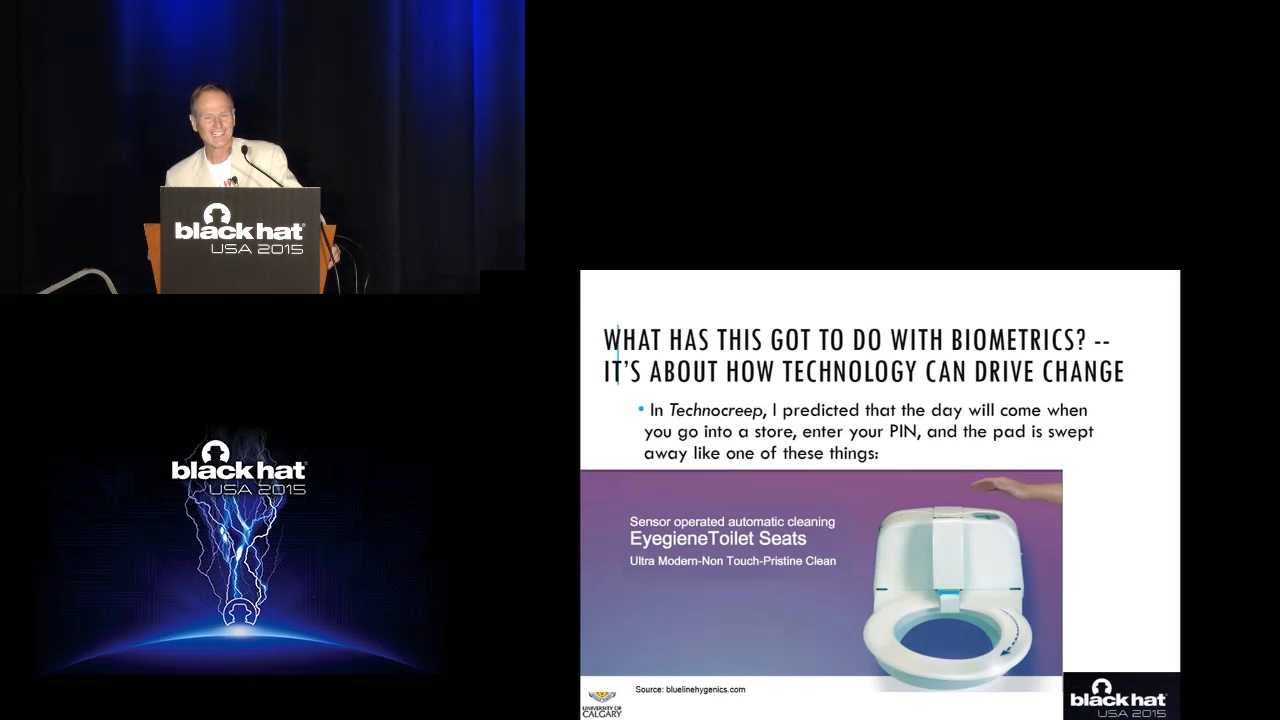 black hat
USA 2015
WHAT HAS THIS GOT TO DO WITH BIOMETRICS? --
IT'S ABOUT HOW TECHNOLOGY CAN DRIVE CHANGE
• In Technocreep, I predicted that the day will come when
you go into a store, enter your PIN, and the pad is swept
away like one of these things:
black hat
USA 2015
Sensor operated automatic cleaning
EyegieneToilet Seats
Ultra Modern-Non Touch-Pristine Clean
Source: bluelinehygenics.com
UNIVERSITY OF
CALGARY
black hat
USA 2015